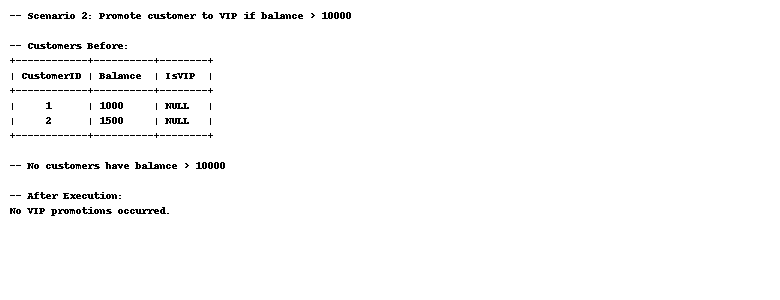 -- Scenario 2: Promote customer to VIP if balance > 10000
-- Customers Before:
+------------+----------+--------+
| CustomerID | Balance  | IsVIP  |
+------------+----------+--------+
|     1      | 1000     | NULL   |
|     2      | 1500     | NULL   |
+------------+----------+--------+
-- No customers have balance > 10000
-- After Execution:
No VIP promotions occurred.